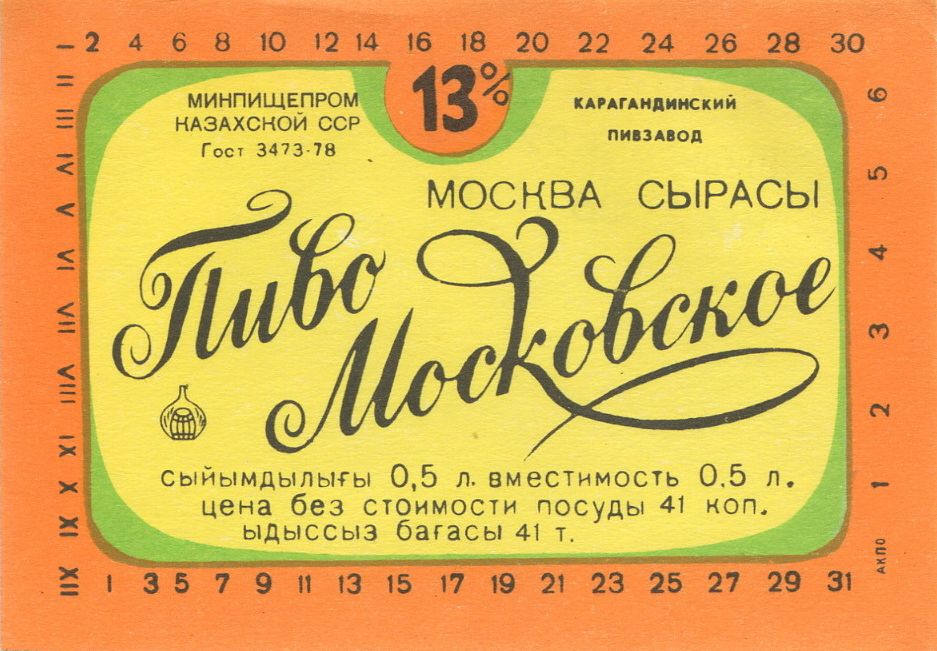 2 4 6 8 10 12 14 16 18 20 22 24 26 28 30
I II III IV V VI VII VIII IX X XI XII
13%
МИНПИЩЕПРОМ
КАЗАХСКОЙ ССР
Гост 3473-78
КАРАГАНДИНСКИЙ
ПИВЗАВОД
МОСКВА СЫРАСЫ
Пиво
Московское
сыйымдылығы 0,5 л. вместимость 0,5 л.
цена без стоимости посуды 41 коп.
ыдыссыз бағасы 41 т.
6 5 4 3 2 1
АКПО
1 3 5 7 9 11 13 15 17 19 21 23 25 27 29 31